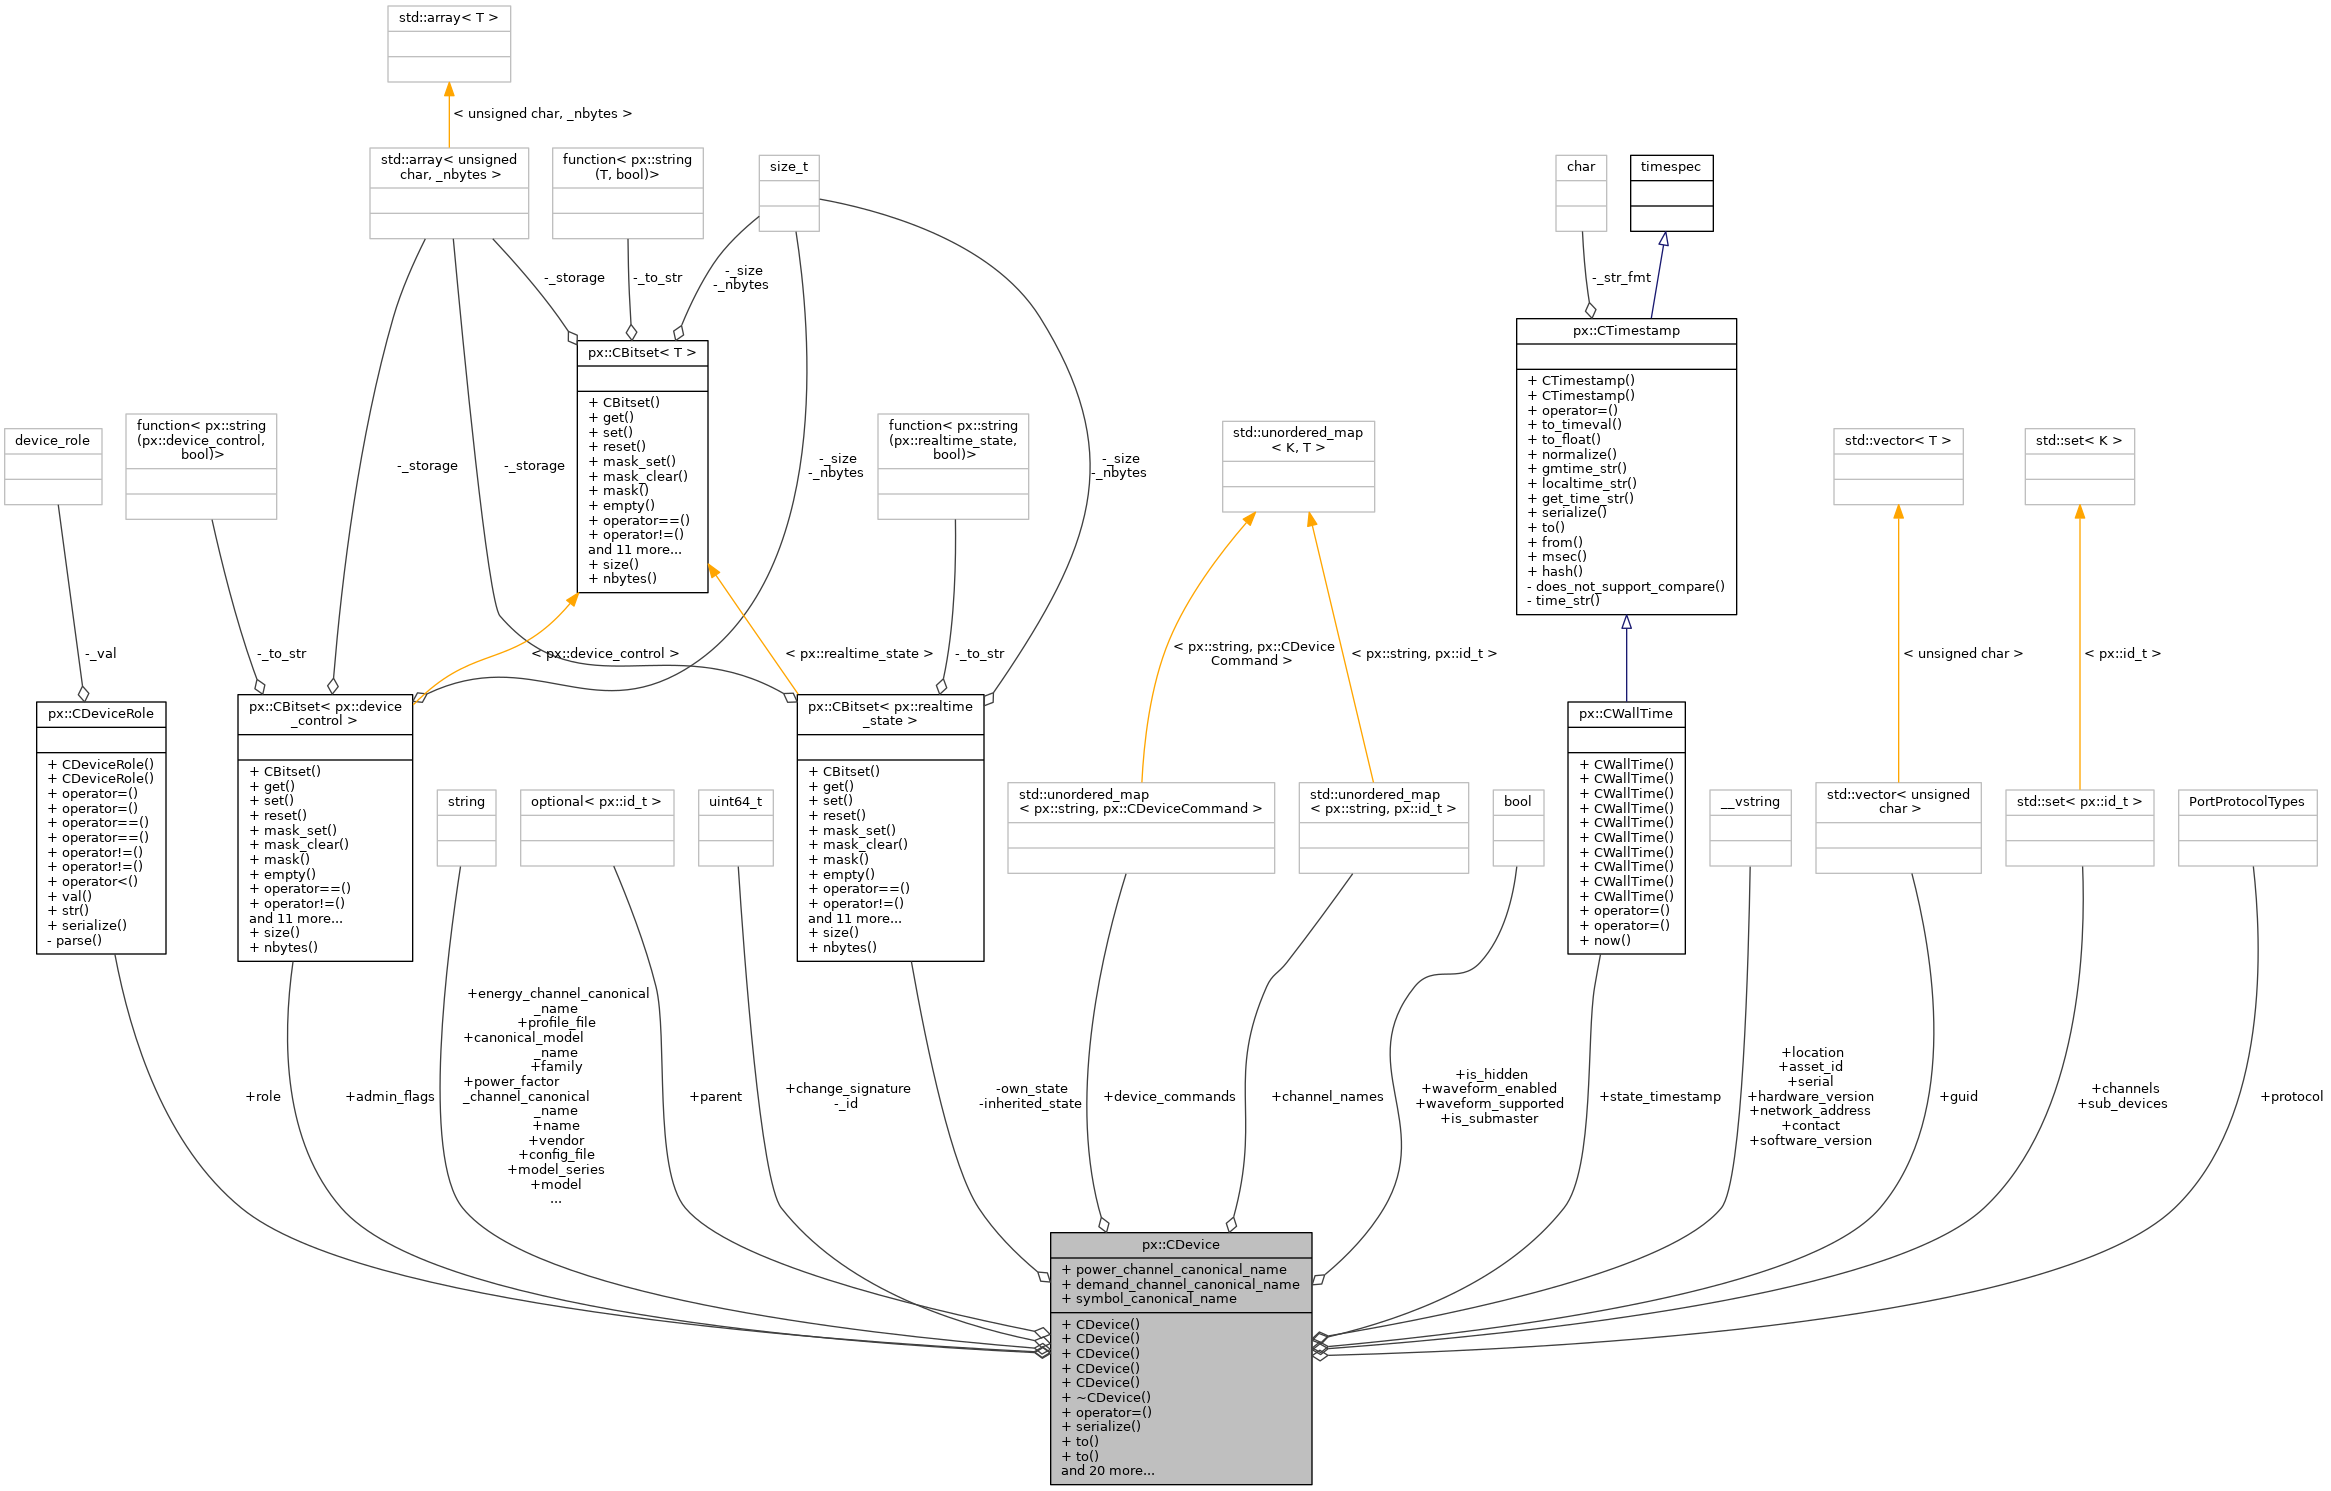 std::array< T >
< unsigned char, _nbytes >
std::array< unsigned
char, _nbytes >
function< px::string
(T, bool)>
size_t
char
timespec
-_storage
-_to_str
-_size
-_nbytes
-_str_fmt
px::CBitset< T >
+ CBitset()
+ get()
+ set()
+ reset()
+ mask_set()
+ mask_clear()
+ mask()
+ empty()
+ operator==()
+ operator!=()
and 11 more...
+ size()
+ nbytes()
px::CTimestamp
+ CTimestamp()
+ CTimestamp()
+ operator=()
+ to_timeval()
+ to_float()
+ normalize()
+ gmtime_str()
+ localtime_str()
+ get_time_str()
+ serialize()
+ to()
+ from()
+ msec()
+ hash()
- does_not_support_compare()
- time_str()
device_role
function< px::string
(px::device_control,
bool)>
-_storage
-_storage
-_size
-_nbytes
function< px::string
(px::realtime_state,
bool)>
-_size
-_nbytes
std::unordered_map
< K, T >
std::vector< T >
std::set< K >
-_val
-_to_str
< px::device_control >
< px::realtime_state >
-_to_str
< px::string, px::CDevice
Command >
< px::string, px::id_t >
< unsigned char >
< px::id_t >
px::CDeviceRole
+ CDeviceRole()
+ CDeviceRole()
+ operator=()
+ operator=()
+ operator==()
+ operator==()
+ operator!=()
+ operator!=()
+ operator<()
+ val()
+ str()
+ serialize()
- parse()
px::CBitset< px::device
_control >
+ CBitset()
+ get()
+ set()
+ reset()
+ mask_set()
+ mask_clear()
+ mask()
+ empty()
+ operator==()
+ operator!=()
and 11 more...
+ size()
+ nbytes()
string
optional< px::id_t >
uint64_t
px::CBitset< px::realtime
_state >
+ CBitset()
+ get()
+ set()
+ reset()
+ mask_set()
+ mask_clear()
+ mask()
+ empty()
+ operator==()
+ operator!=()
and 11 more...
+ size()
+ nbytes()
std::unordered_map
< px::string, px::CDeviceCommand >
std::unordered_map
< px::string, px::id_t >
bool
px::CWallTime
+ CWallTime()
+ CWallTime()
+ CWallTime()
+ CWallTime()
+ CWallTime()
+ CWallTime()
+ CWallTime()
+ CWallTime()
+ CWallTime()
+ CWallTime()
+ operator=()
+ operator=()
+ now()
__vstring
std::vector< unsigned
char >
std::set< px::id_t >
PortProtocolTypes
+role
+admin_flags
+energy_channel_canonical
_name
+profile_file
+canonical_model
_name
+family
+power_factor
_channel_canonical
_name
+name
+vendor
+config_file
+model_series
+model
...
+parent
+change_signature
-_id
-own_state
-inherited_state
+device_commands
+channel_names
+is_hidden
+waveform_enabled
+waveform_supported
+is_submaster
+state_timestamp
+location
+asset_id
+serial
+hardware_version
+network_address
+contact
+software_version
+guid
+channels
+sub_devices
+protocol
px::CDevice
+ power_channel_canonical_name
+ demand_channel_canonical_name
+ symbol_canonical_name
+ CDevice()
+ CDevice()
+ CDevice()
+ CDevice()
+ CDevice()
+ ~CDevice()
+ operator=()
+ serialize()
+ to()
+ to()
and 20 more...